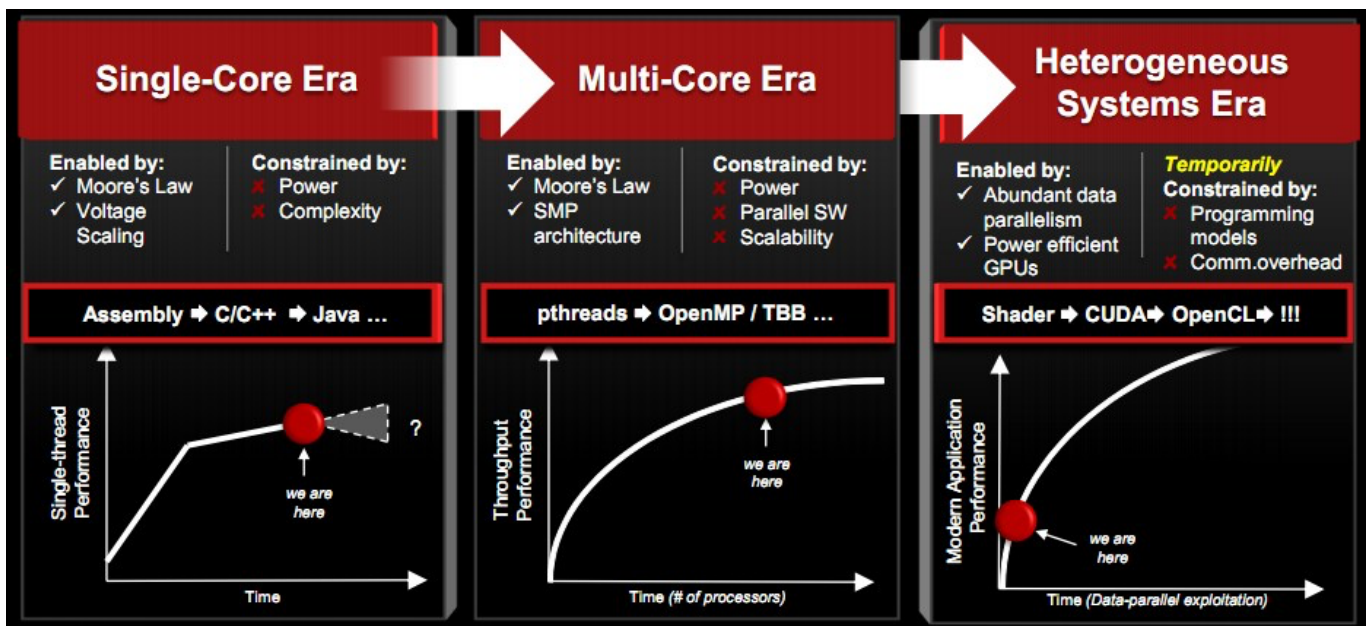 Single-Core Era
Enabled by:
✓ Moore's Law
✓ Voltage
Scaling
Constrained by:
✘ Power
✘ Complexity
Assembly ➡ C/C++ ➡ Java ...
Single-thread
Performance
?
we are
here
Time
Multi-Core Era
Enabled by:
✓ Moore's Law
✓ SMP
architecture
Constrained by:
✘ Power
✘ Parallel SW
✘ Scalability
pthreads ➡ OpenMP / TBB ...
Throughput
Performance
we are
here
Time (# of processors)
Heterogeneous
Systems Era
Enabled by:
✓ Abundant data
parallelism
✓ Power efficient
GPUs
Temporarily
Constrained by:
✘ Programming
models
✘ Comm.overhead
Shader ➡ CUDA➡ OpenCL➡ !!!
Modern Application
Performance
we are
here
Time (Data-parallel exploitation)